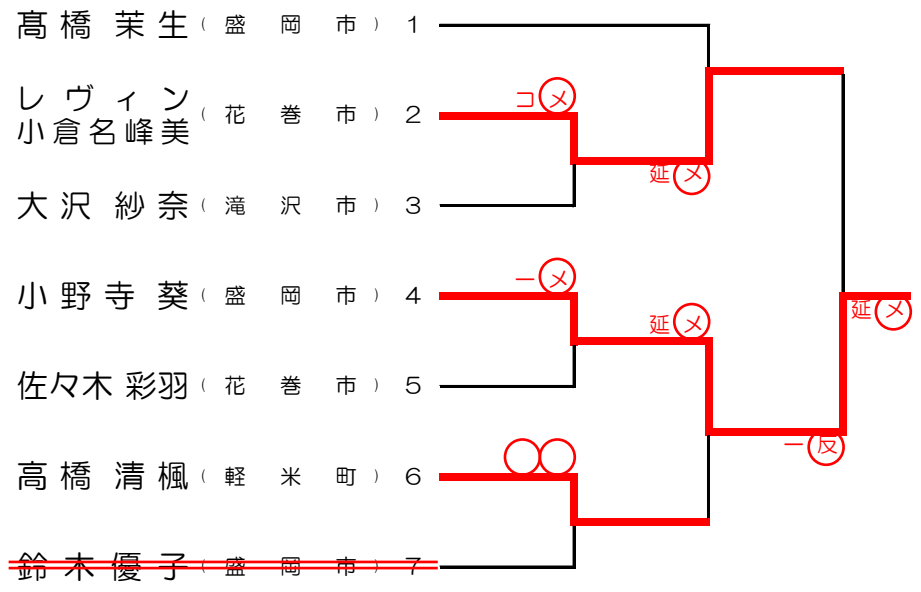 髙橋 茉生 （ 盛 岡 市 ） 1
コ メ
レヴィン
小倉名峰美 （ 花 巻 市 ） 2
延 メ
大沢 紗奈 （ 滝 沢 市 ） 3
一 メ
小野寺 葵 （ 盛 岡 市 ） 4
延 メ
延 メ
佐々木 彩羽 （ 花 巻 市 ） 5
一 反
高橋 清楓 （ 軽 米 町 ） 6
鈴木優子 （ 盛 岡 市 ） 7